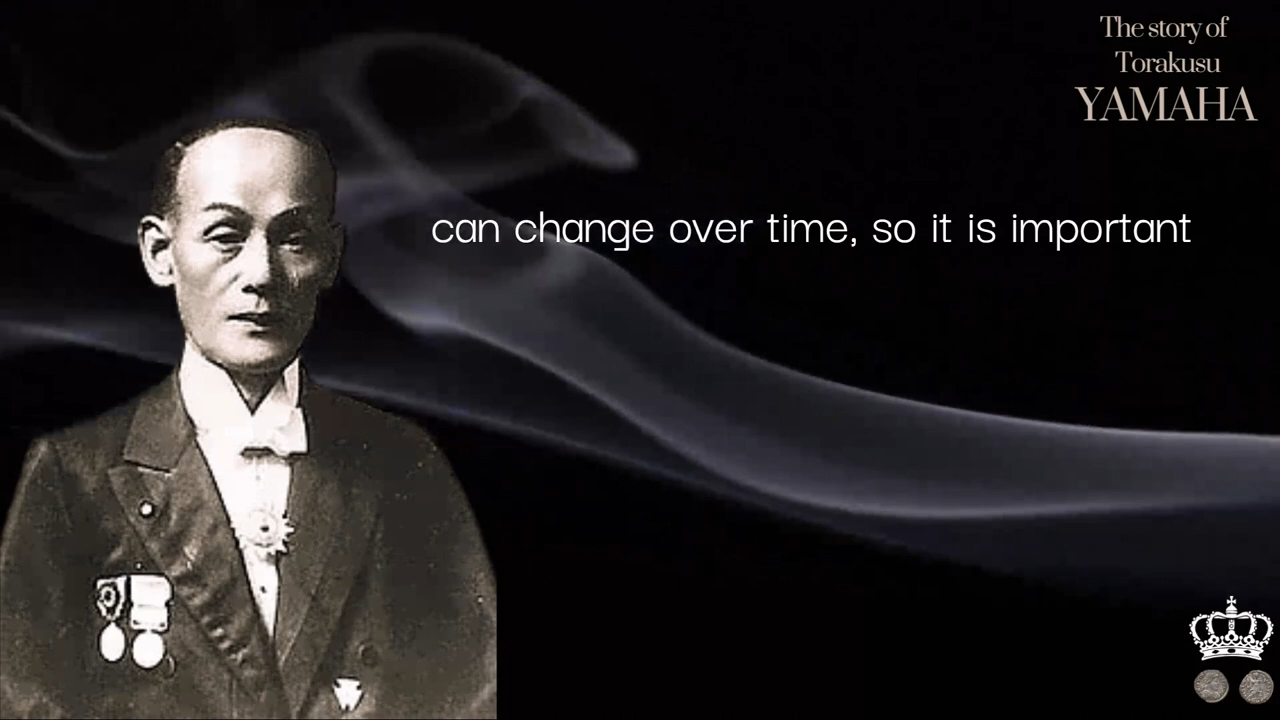 The story of
Torakusu
YAMAHA
can change over time, so it is important